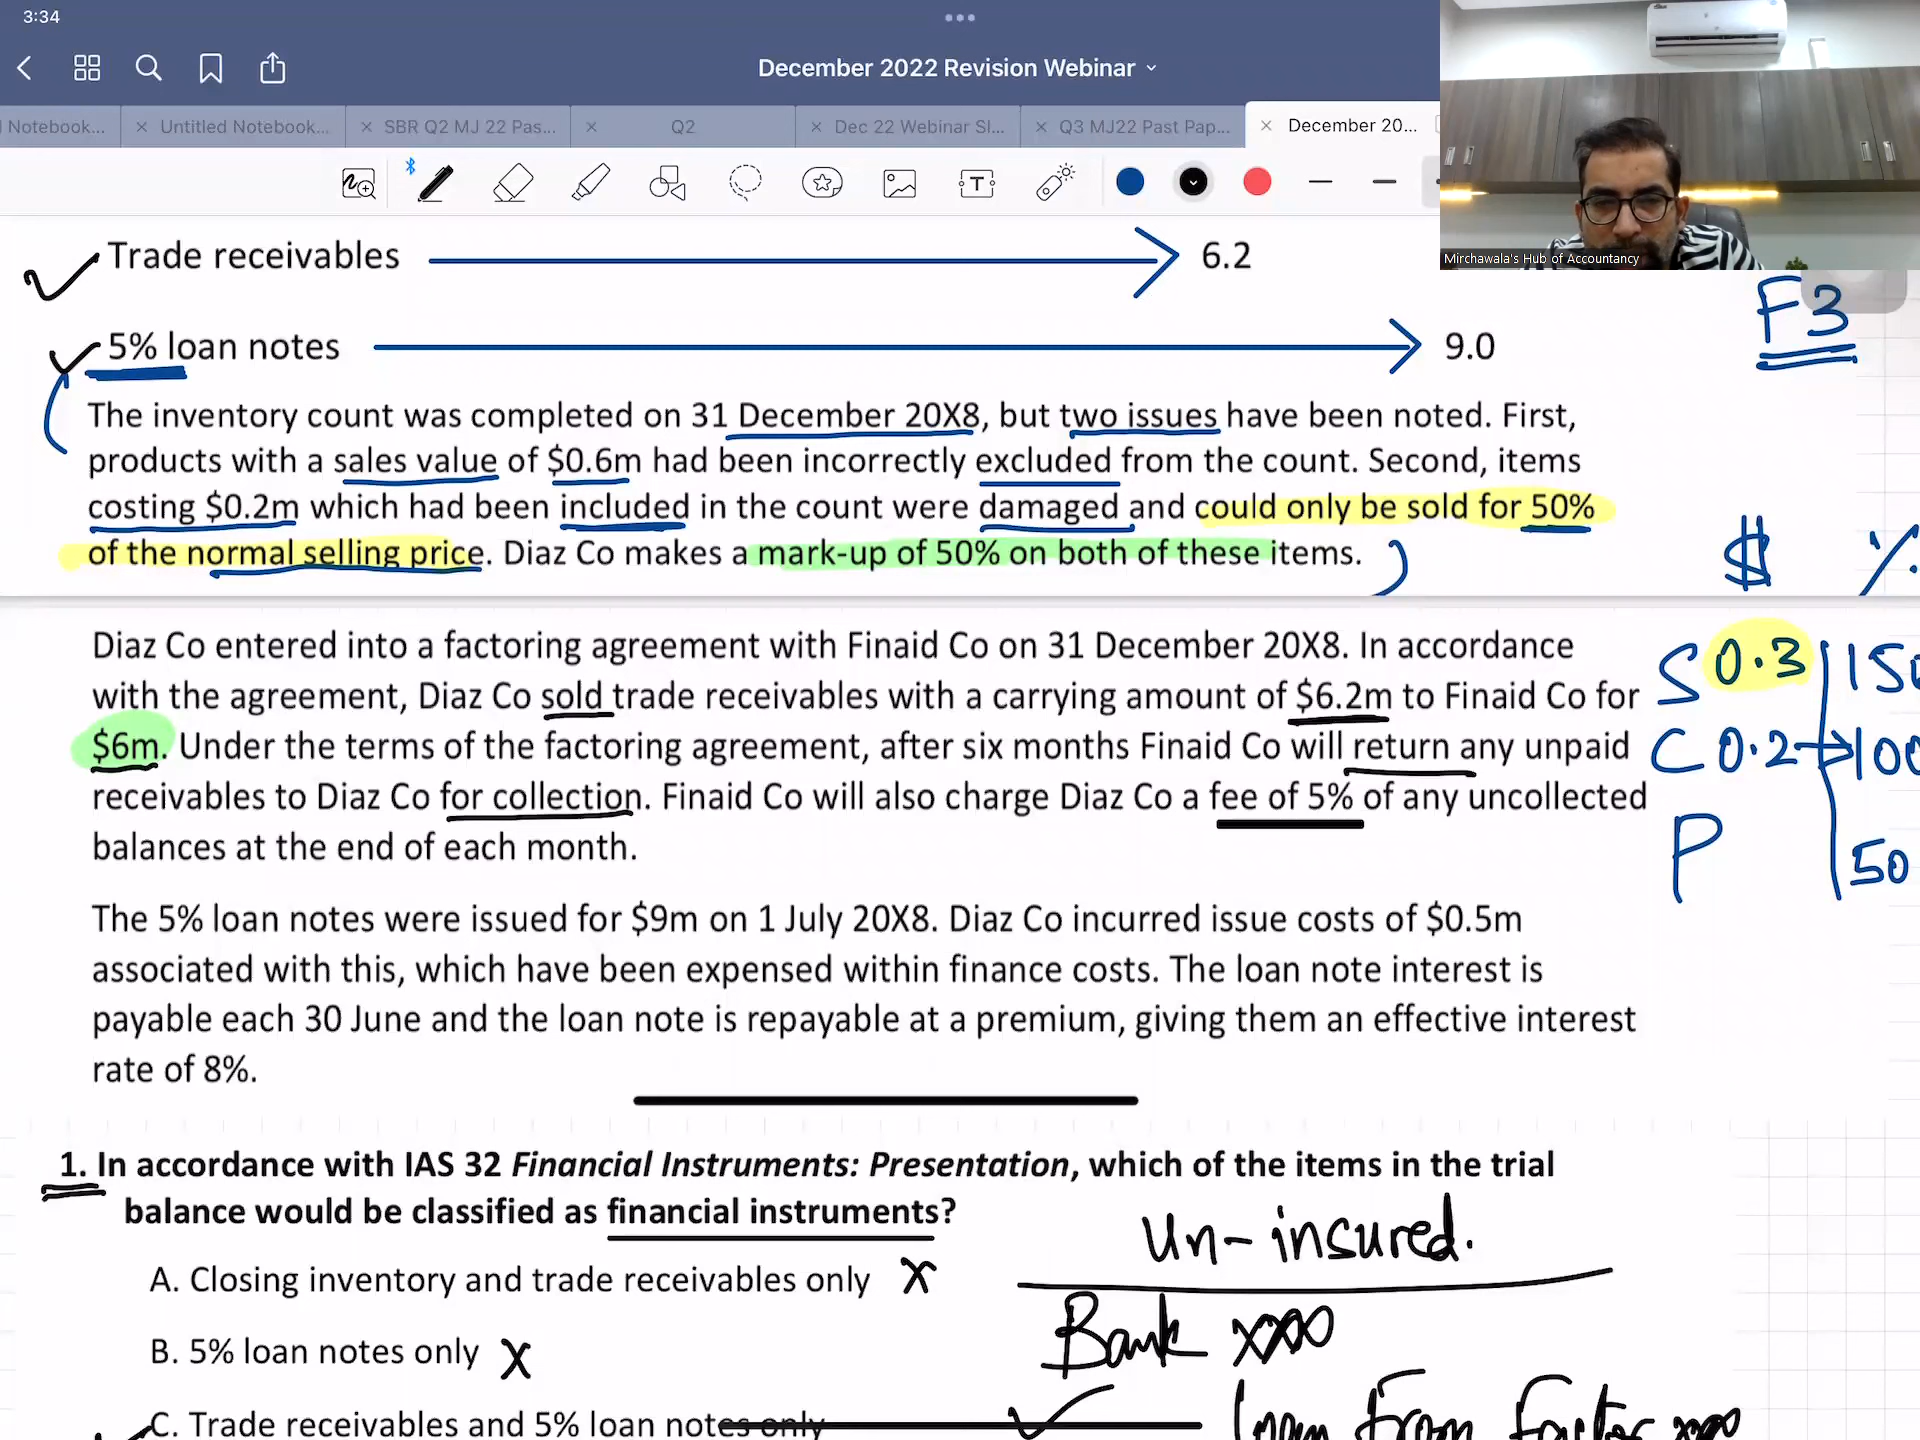 3:34
December 2022 Revision Webinar
l Notebook...
Untitled Notebook...
SBR Q2 MJ 22 Pas...
Q2
Dec 22 Webinar Sl...
Q3 MJ22 Past Pap...
December 20...
Mirchawala's Hub of Accountancy
Trade receivables 6.2
F3
5% loan notes 9.0
The inventory count was completed on 31 December 20X8, but two issues have been noted. First,
products with a sales value of $0.6m had been incorrectly excluded from the count. Second, items
costing $0.2m which had been included in the count were damaged and could only be sold for 50%
of the normal selling price. Diaz Co makes a mark-up of 50% on both of these items.
$ %
Diaz Co entered into a factoring agreement with Finaid Co on 31 December 20X8. In accordance
with the agreement, Diaz Co sold trade receivables with a carrying amount of $6.2m to Finaid Co for
$6m. Under the terms of the factoring agreement, after six months Finaid Co will return any unpaid
receivables to Diaz Co for collection. Finaid Co will also charge Diaz Co a fee of 5% of any uncollected
balances at the end of each month.
S 0.3 150
C 0.2 100
P 50
The 5% loan notes were issued for $9m on 1 July 20X8. Diaz Co incurred issue costs of $0.5m
associated with this, which have been expensed within finance costs. The loan note interest is
payable each 30 June and the loan note is repayable at a premium, giving them an effective interest
rate of 8%.
1. In accordance with IAS 32 Financial Instruments: Presentation, which of the items in the trial
balance would be classified as financial instruments?
A. Closing inventory and trade receivables only
B. 5% loan notes only
C. Trade receivables and 5% loan notes only
Un-insured.
Bank xxx
Loan From Factor xxx